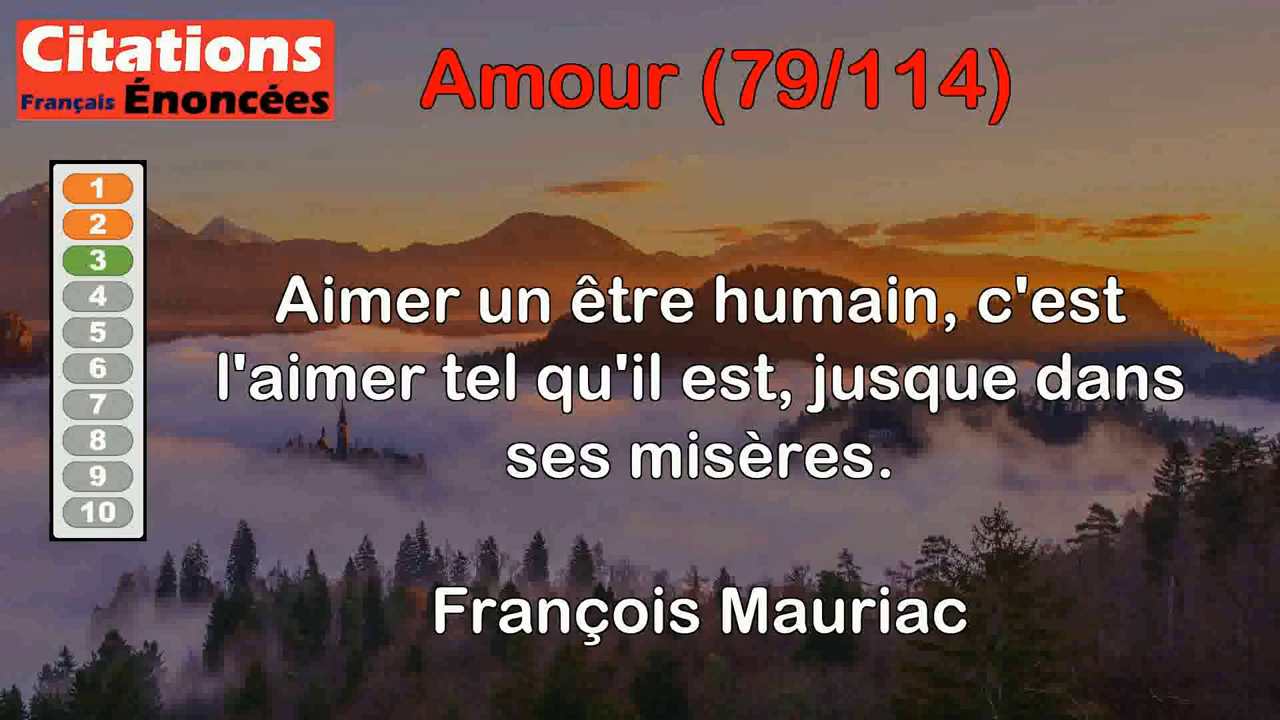 Citations
Français Énoncées
Amour (79/114)
1
2
3
4
5
6
7
8
9
10
Aimer un être humain, c'est
l'aimer tel qu'il est, jusque dans
ses misères.
François Mauriac